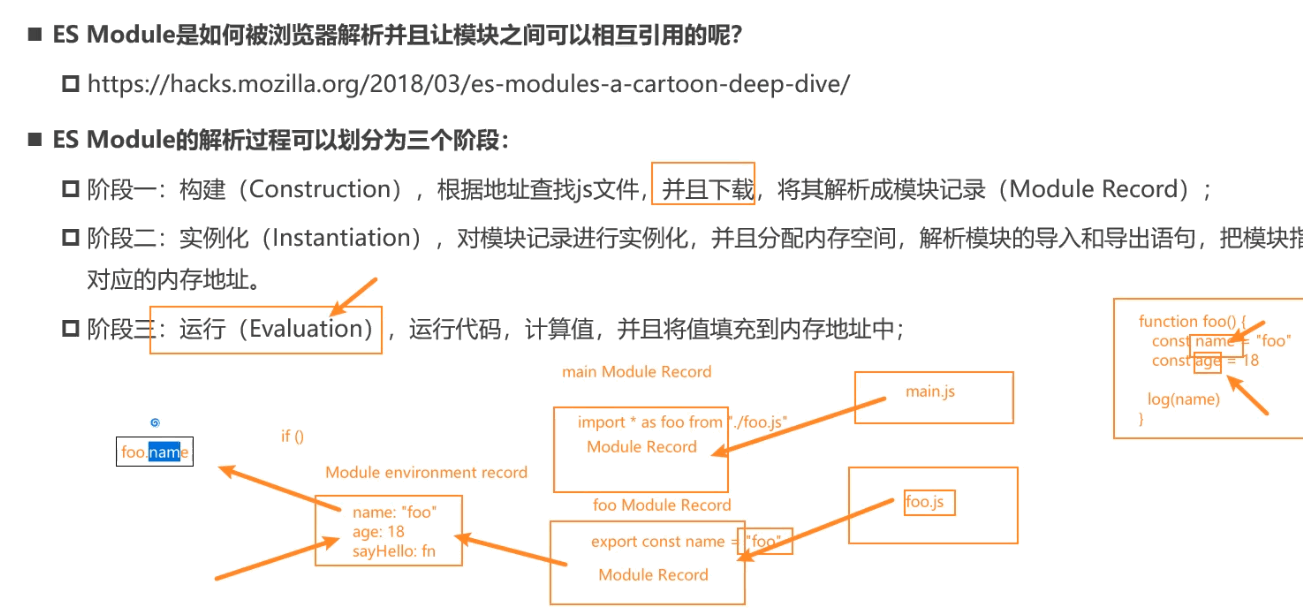 ES Module是如何被浏览器解析并且让模块之间可以相互引用的呢？
https://hacks.mozilla.org/2018/03/es-modules-a-cartoon-deep-dive/
ES Module的解析过程可以划分为三个阶段：
阶段一：构建（Construction），根据地址查找js文件，并且下载，将其解析成模块记录（Module Record）；
阶段二：实例化（Instantiation），对模块记录进行实例化，并且分配内存空间，解析模块的导入和导出语句，把模块指
对应的内存地址。
阶段三：运行（Evaluation），运行代码，计算值，并且将值填充到内存地址中；
function foo() {
const name = "foo"
const age = 18
log(name)
}
main Module Record
main.js
import * as foo from "./foo.js"
Module Record
if ()
foo.name
Module environment record
name: "foo"
age: 18
sayHello: fn
foo Module Record
foo.js
export const name = "foo"
Module Record